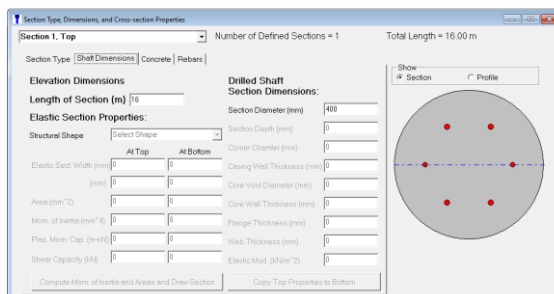 Section Type, Dimensions, and Cross-section Properties
Section 1, Top
Number of Defined Sections = 1
Total Length = 16.00 m
Section Type
Shaft Dimensions
Concrete
Rebars
Elevation Dimensions
Length of Section (m) 16
Elastic Section Properties:
Structural Shape Select Shape
At Top At Bottom
Elastic Sect. Width (mm) 0 0
(mm) 0 0
Area (mm^2) 0 0
Mom. of Inertia (mm^4) 0 0
Plas. Mom. Cap. (m-kN) 0 0
Shear Capacity (kN) 0 0
Compute Mom. of Inertia and Areas and Draw Section
Drilled Shaft
Section Dimensions:
Section Diameter (mm) 400
Section Depth (mm) 0
Corner Chamfer (mm) 0
Casing Wall Thickness (mm) 0
Core Void Diameter (mm) 0
Core Wall Thickness (mm) 0
Flange Thickness (mm) 0
Web Thickness (mm) 0
Elastic Mod. (kN/m^2) 0
Copy Top Properties to Bottom
Show
Section
Profile